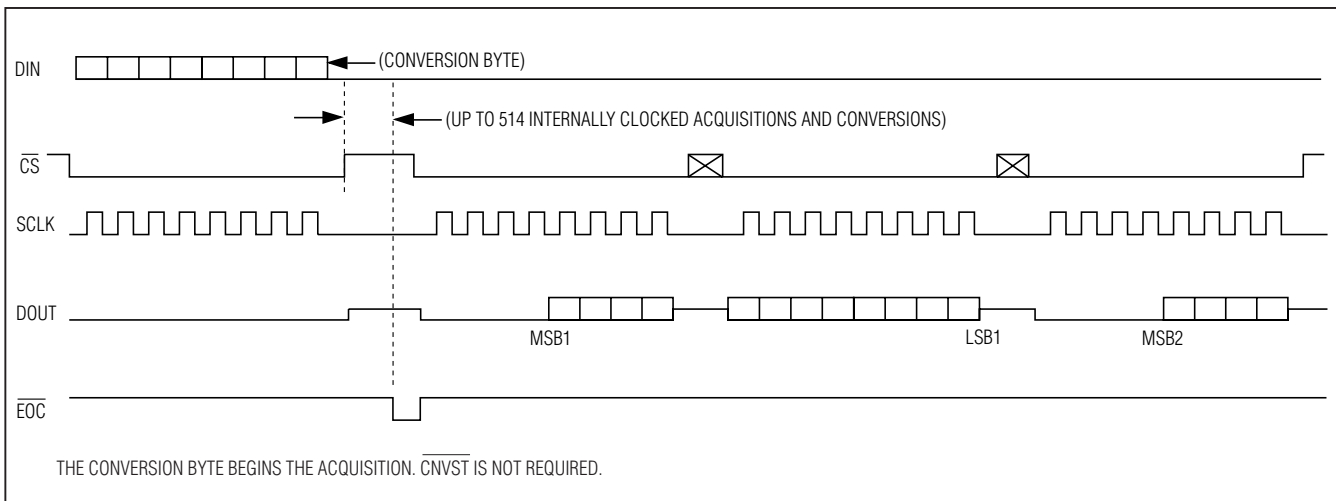 DIN
(CONVERSION BYTE)
(UP TO 514 INTERNALLY CLOCKED ACQUISITIONS AND CONVERSIONS)
CS
SCLK
DOUT
MSB1
LSB1
MSB2
EOC
THE CONVERSION BYTE BEGINS THE ACQUISITION. CNVST IS NOT REQUIRED.